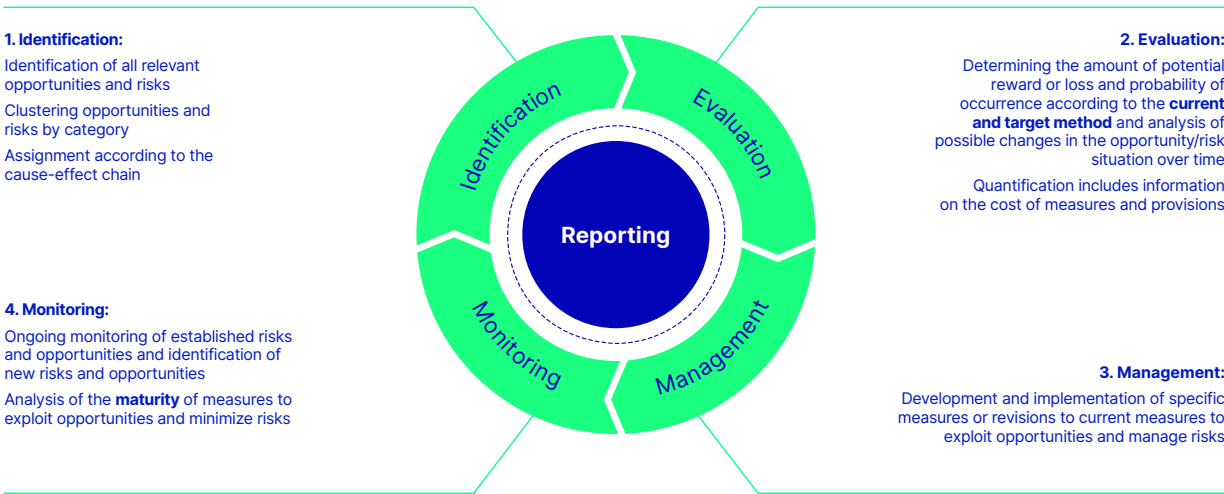 1. Identification:
Identification of all relevant
opportunities and risks
Clustering opportunities and
risks by category
Assignment according to the
cause-effect chain
2. Evaluation:
Determining the amount of potential
reward or loss and probability of
occurrence according to the current
and target method and analysis of
possible changes in the opportunity/risk
situation over time
Quantification includes information
on the cost of measures and provisions
Identification
Evaluation
Reporting
Monitoring
Management
4. Monitoring:
Ongoing monitoring of established risks
and opportunities and identification of
new risks and opportunities
Analysis of the maturity of measures to
exploit opportunities and minimize risks
3. Management:
Development and implementation of specific
measures or revisions to current measures to
exploit opportunities and manage risks